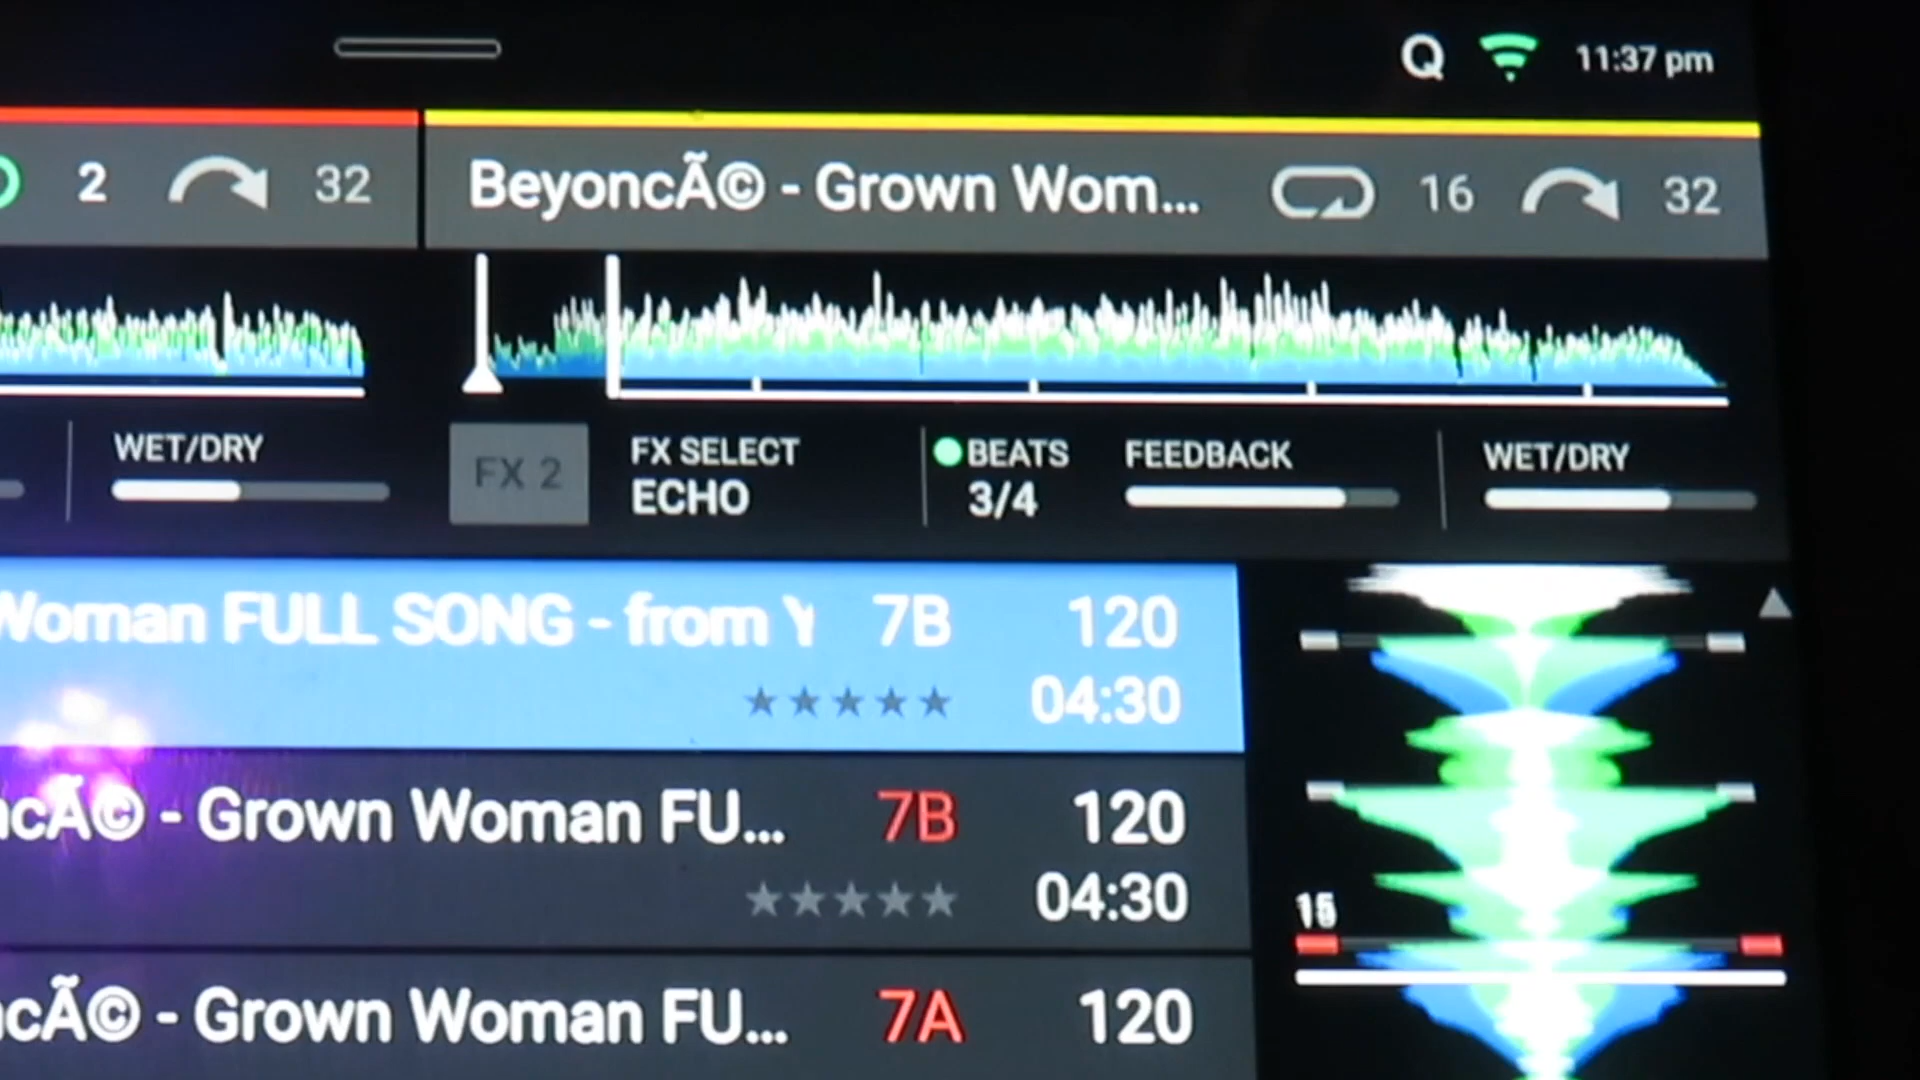 Q 11:37 pm
2 32
BeyoncÃ© - Grown Wom... 16 32
WET/DRY
FX 2
FX SELECT
ECHO
BEATS
3/4
FEEDBACK
WET/DRY
Woman FULL SONG - from Y 7B 120
★★★★★ 04:30
ncÃ© - Grown Woman FU... 7B 120
★★★★★ 04:30
ncÃ© - Grown Woman FU... 7A 120
15